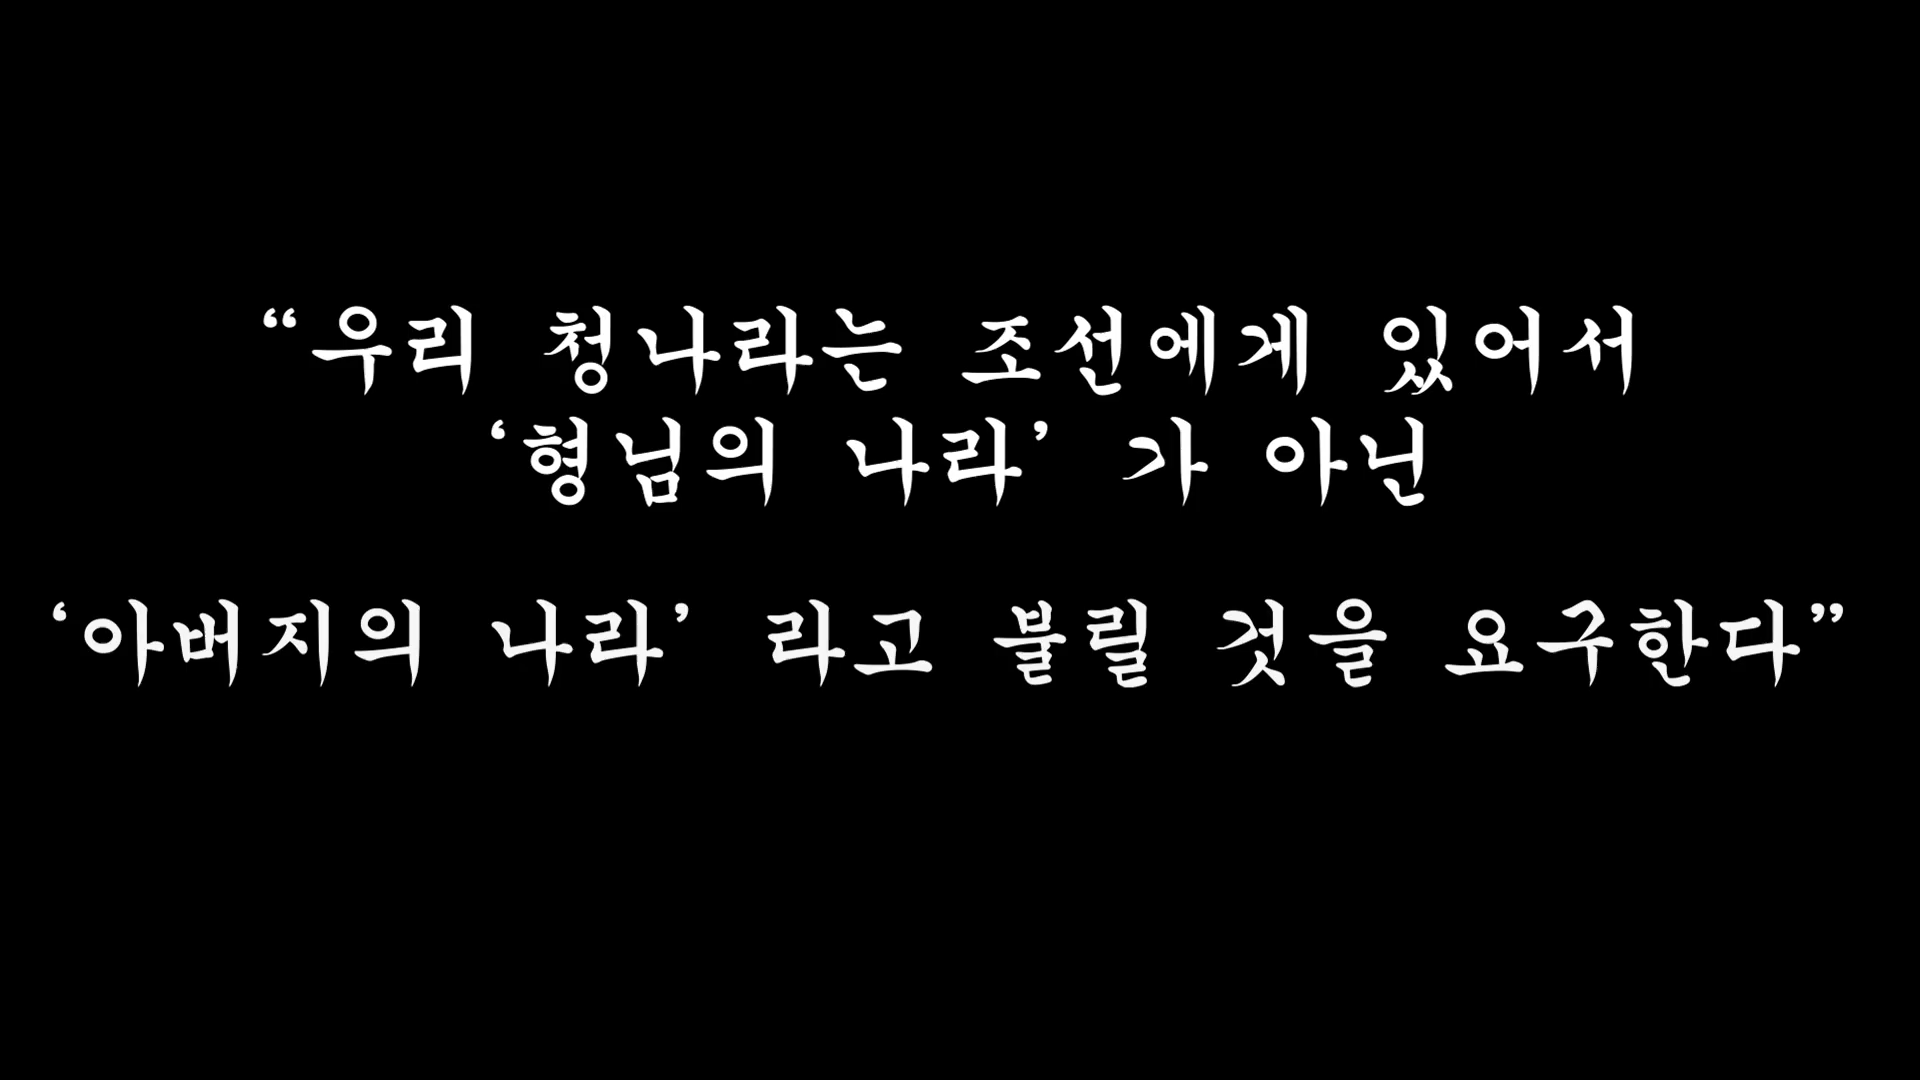 “우리 청나라는 조선에게 있어서
‘형님의 나라’ 가 아닌
‘아버지의 나라’ 라고 불릴 것을 요구한다”